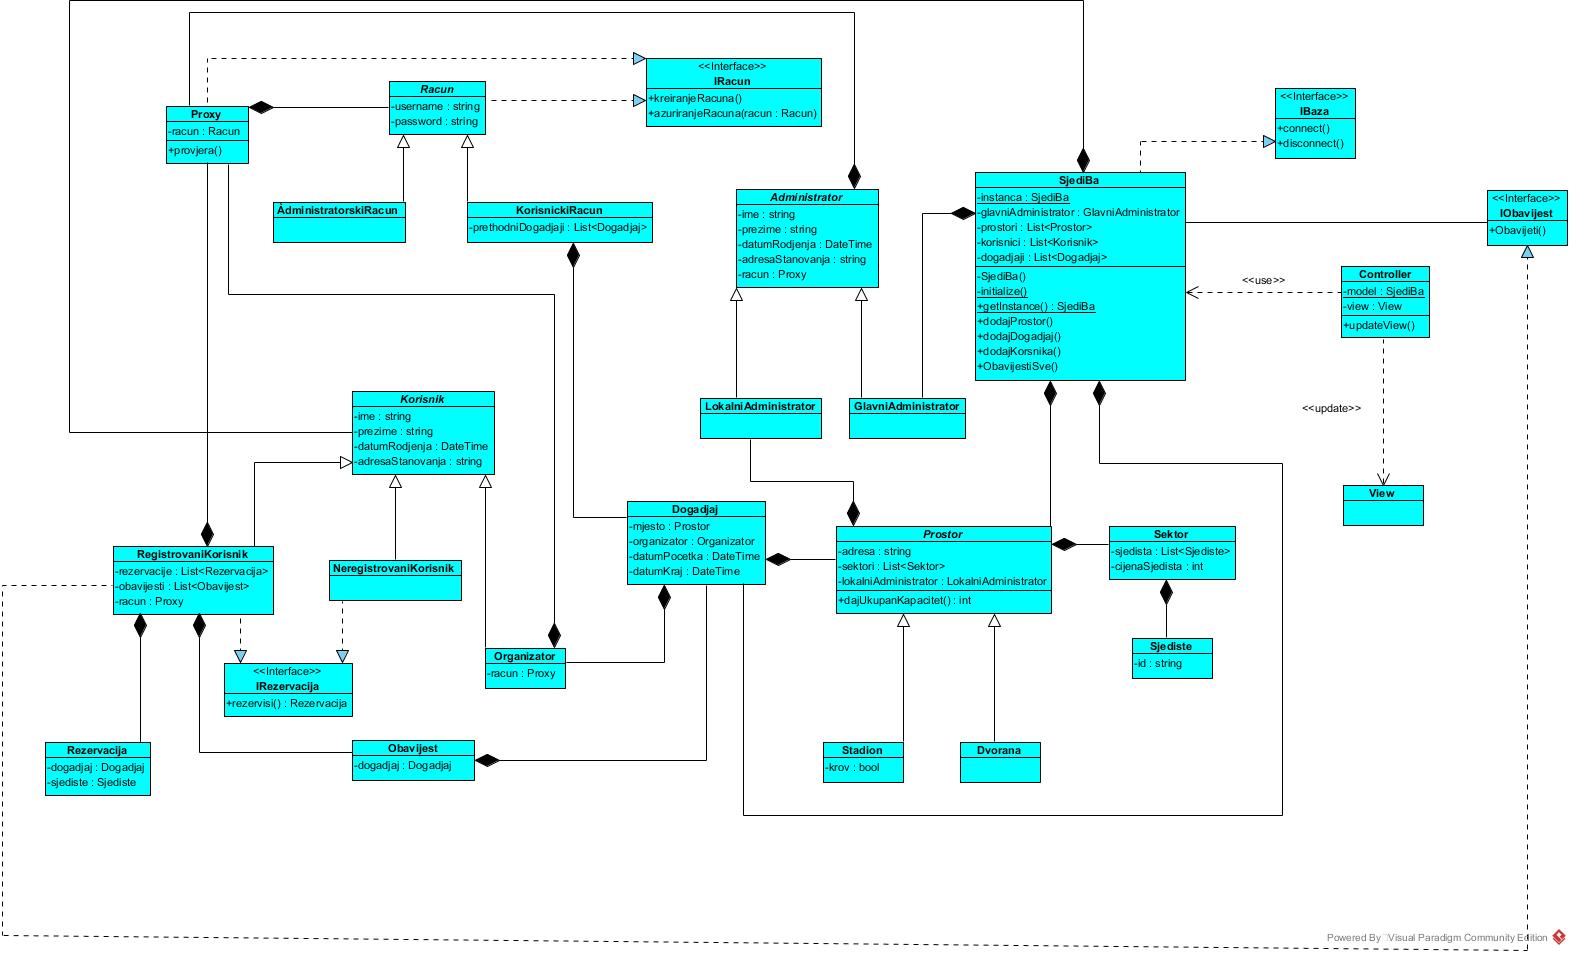 <<Interface>>
IRacun
+kreiranjeRacuna()
+azuriranjeRacuna(racun : Racun)
Racun
-username : string
-password : string
Proxy
-racun : Racun
+provjera()
<<Interface>>
IBaza
+connect()
+disconnect()
ÀdministratorskiRacun
KorisnickiRacun
-prethodniDogadjaji : List<Dogadjaj>
Administrator
-ime : string
-prezime : string
-datumRodjenja : DateTime
-adresaStanovanja : string
-racun : Proxy
SjediBa
-instanca : SjediBa
-glavniAdministrator : GlavniAdministrator
-prostori : List<Prostor>
-korisnici : List<Korisnik>
-dogadjaji : List<Dogadjaj>
-SjediBa()
-initialize()
+getInstance() : SjediBa
+dodajProstor()
+dodajDogadjaj()
+dodajKorsnika()
+ObavijestiSve()
<<Interface>>
IObavijest
+Obavijeti()
<<use>>
Controller
-model : SjediBa
-view : View
+updateView()
<<update>>
View
LokalniAdministrator
GlavniAdministrator
Korisnik
-ime : string
-prezime : string
-datumRodjenja : DateTime
-adresaStanovanja : string
RegistrovaniKorisnik
-rezervacije : List<Rezervacija>
-obavijesti : List<Obavijest>
-racun : Proxy
NeregistrovaniKorisnik
Dogadjaj
-mjesto : Prostor
-organizator : Organizator
-datumPocetka : DateTime
-datumKraj : DateTime
Prostor
-adresa : string
-sektori : List<Sektor>
-lokalniAdministrator : LokalniAdministrator
+dajUkupanKapacitet() : int
Sektor
-sjedista : List<Sjediste>
-cijenaSjedista : int
Sjediste
-id : string
Organizator
-racun : Proxy
<<Interface>>
IRezervacija
+rezervisi() : Rezervacija
Rezervacija
-dogadjaj : Dogadjaj
-sjediste : Sjediste
Obavijest
-dogadjaj : Dogadjaj
Stadion
-krov : bool
Dvorana
Powered By Visual Paradigm Community Edition